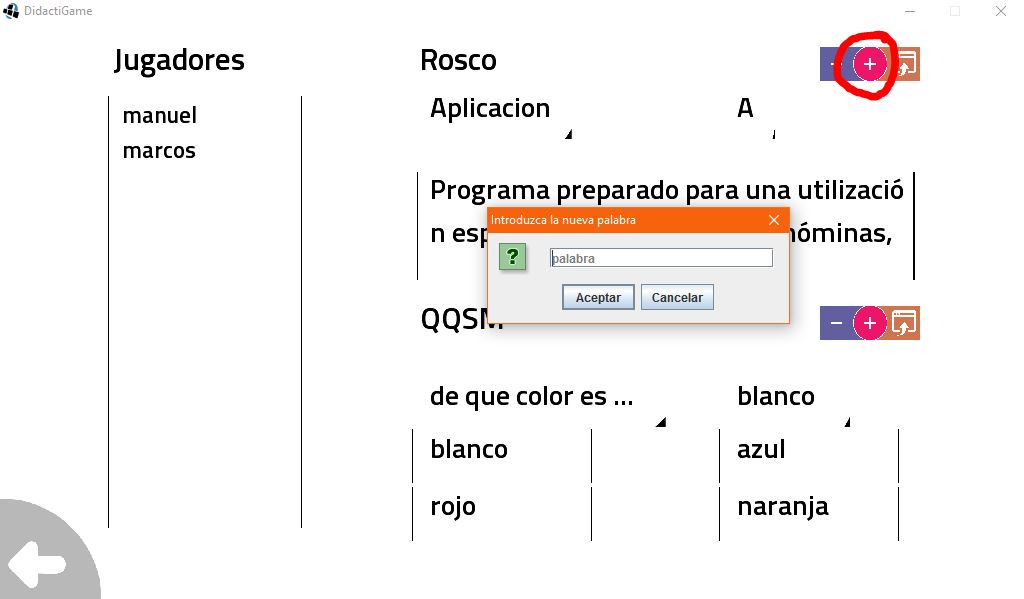 DidactiGame
Jugadores
manuel
marcos
Rosco
Aplicacion
A
Programa preparado para una utilizació
n esp
nóminas,
Introduzca la nueva palabra
palabra
Aceptar
Cancelar
QQSM
de que color es ...
blanco
blanco
azul
rojo
naranja